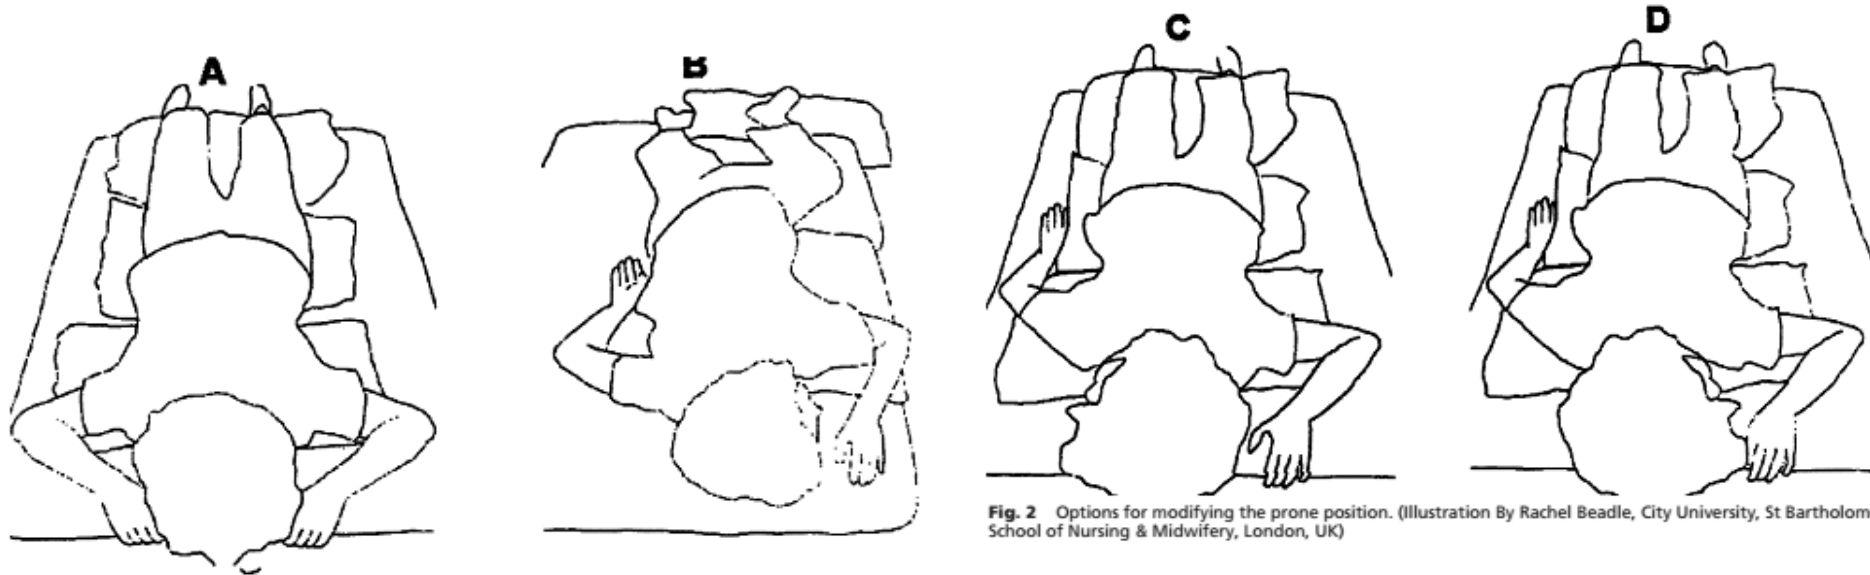 A
B
C
D
Fig. 2 Options for modifying the prone position. (Illustration By Rachel Beadle, City University, St Bartholom
School of Nursing & Midwifery, London, UK)